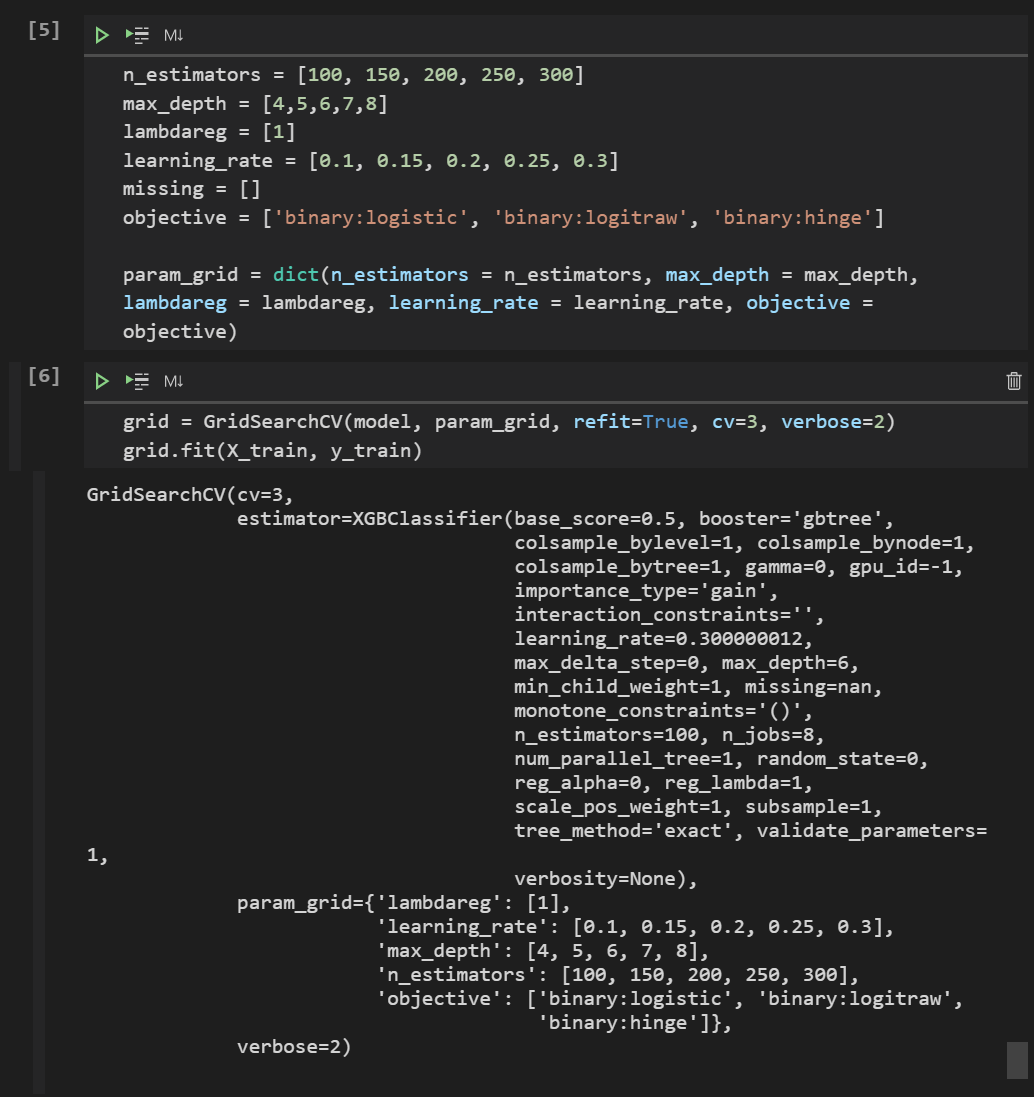 [5]
M↓
n_estimators = [100, 150, 200, 250, 300]
max_depth = [4,5,6,7,8]
lambdareg = [1]
learning_rate = [0.1, 0.15, 0.2, 0.25, 0.3]
missing = []
objective = ['binary:logistic', 'binary:logitraw', 'binary:hinge']
param_grid = dict(n_estimators = n_estimators, max_depth = max_depth,
lambdareg = lambdareg, learning_rate = learning_rate, objective =
objective)
[6]
M↓
grid = GridSearchCV(model, param_grid, refit=True, cv=3, verbose=2)
grid.fit(X_train, y_train)
GridSearchCV(cv=3,
estimator=XGBClassifier(base_score=0.5, booster='gbtree',
colsample_bylevel=1, colsample_bynode=1,
colsample_bytree=1, gamma=0, gpu_id=-1,
importance_type='gain',
interaction_constraints='',
learning_rate=0.300000012,
max_delta_step=0, max_depth=6,
min_child_weight=1, missing=nan,
monotone_constraints='()',
n_estimators=100, n_jobs=8,
num_parallel_tree=1, random_state=0,
reg_alpha=0, reg_lambda=1,
scale_pos_weight=1, subsample=1,
tree_method='exact', validate_parameters=
1,
verbosity=None),
param_grid={'lambdareg': [1],
'learning_rate': [0.1, 0.15, 0.2, 0.25, 0.3],
'max_depth': [4, 5, 6, 7, 8],
'n_estimators': [100, 150, 200, 250, 300],
'objective': ['binary:logistic', 'binary:logitraw',
'binary:hinge']},
verbose=2)